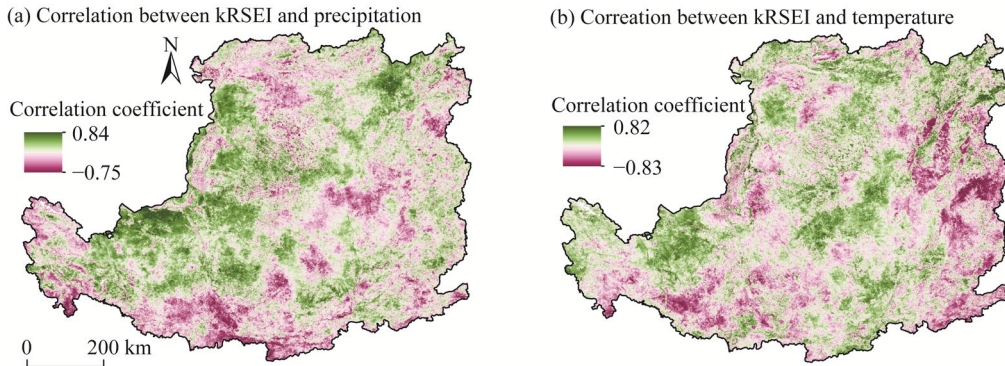 (a) Correlation between kRSEI and precipitation
N
Correlation coefficient
0.84
−0.75
0 200 km
(b) Correation between kRSEI and temperature
Correlation coefficient
0.82
−0.83